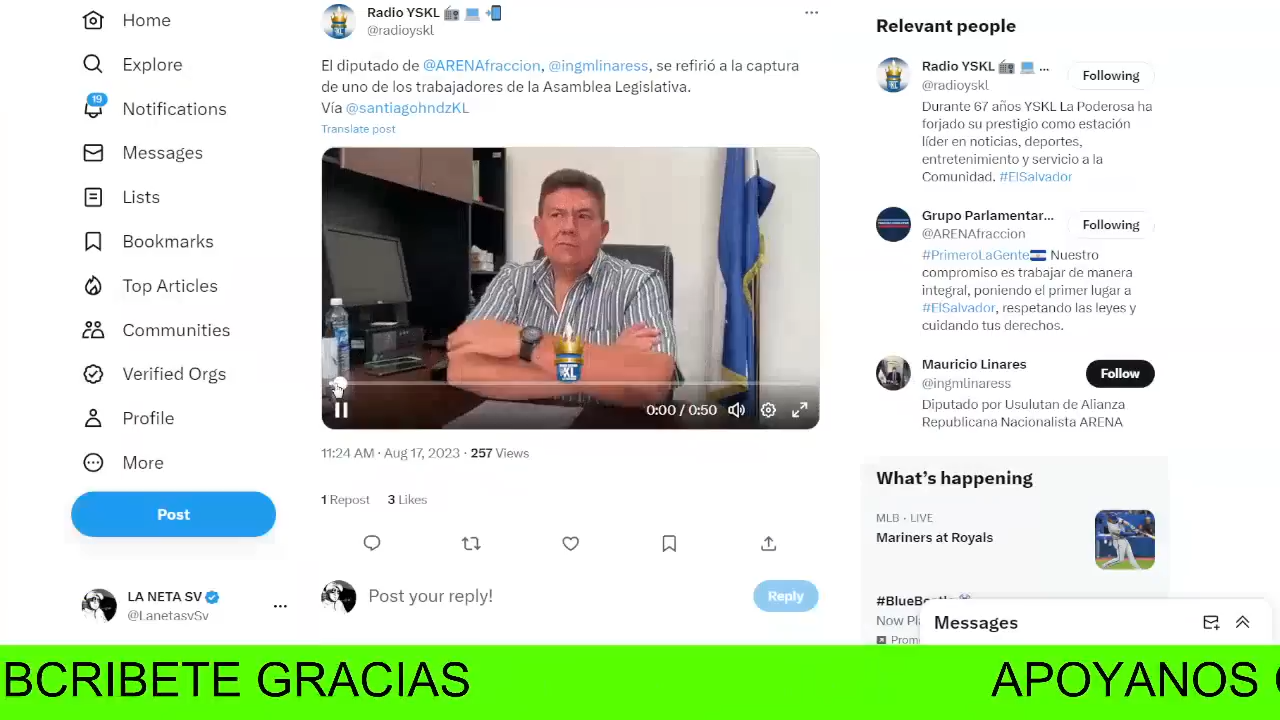 Home
Explore
19
Notifications
Messages
Lists
Bookmarks
Top Articles
Communities
Verified Orgs
Profile
More
Post
LA NETA SV
@LanetasvSv
Radio YSKL
@radioyskl
El diputado de @ARENAfraccion, @ingmlinaress, se refirió a la captura
de uno de los trabajadores de la Asamblea Legislativa.
Vía @santiagohndzKL
Translate post
XL
0:00 / 0:50
11:24 AM · Aug 17, 2023 · 257 Views
1 Repost 3 Likes
Post your reply!
Reply
Relevant people
Radio YSKL ...
@radioyskl
Following
Durante 67 años YSKL La Poderosa ha
forjado su prestigio como estación
líder en noticias, deportes,
entretenimiento y servicio a la
Comunidad. #ElSalvador
Grupo Parlamentar...
@ARENAfraccion
Following
#PrimeroLaGente Nuestro
compromiso es trabajar de manera
integral, poniendo el primer lugar a
#ElSalvador, respetando las leyes y
cuidando tus derechos.
Mauricio Linares
@ingmlinaress
Follow
Diputado por Usulutan de Alianza
Republicana Nacionalista ARENA
What's happening
MLB · LIVE
Mariners at Royals
Messages
BCRIBETE GRACIAS APOYANOS